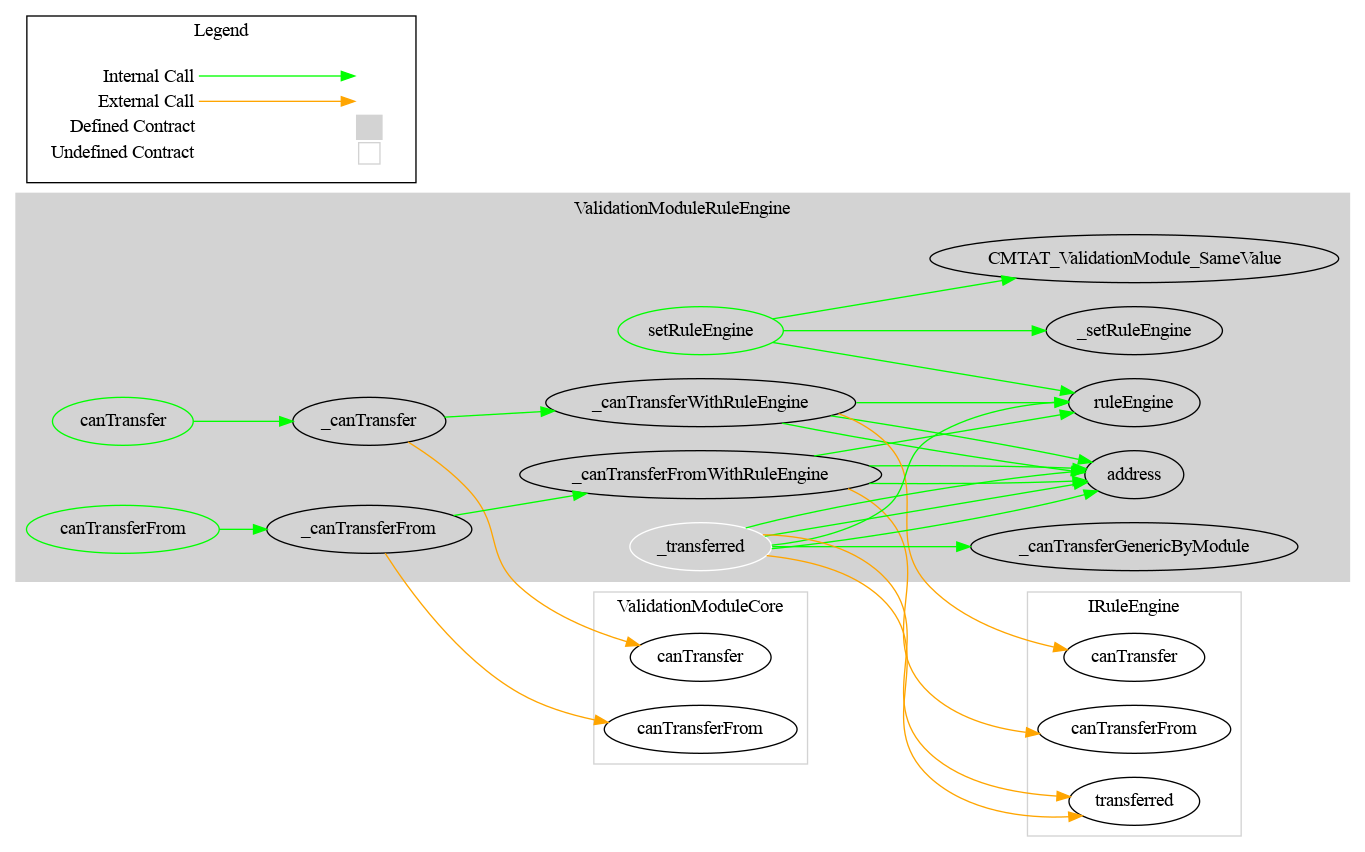 Legend
Internal Call
External Call
Defined Contract
Undefined Contract
ValidationModuleRuleEngine
CMTAT_ValidationModule_SameValue
setRuleEngine
_setRuleEngine
canTransfer
_canTransfer
_canTransferWithRuleEngine
ruleEngine
_canTransferFromWithRuleEngine
address
canTransferFrom
_canTransferFrom
_transferred
_canTransferGenericByModule
ValidationModuleCore
canTransfer
canTransferFrom
IRuleEngine
canTransfer
canTransferFrom
transferred